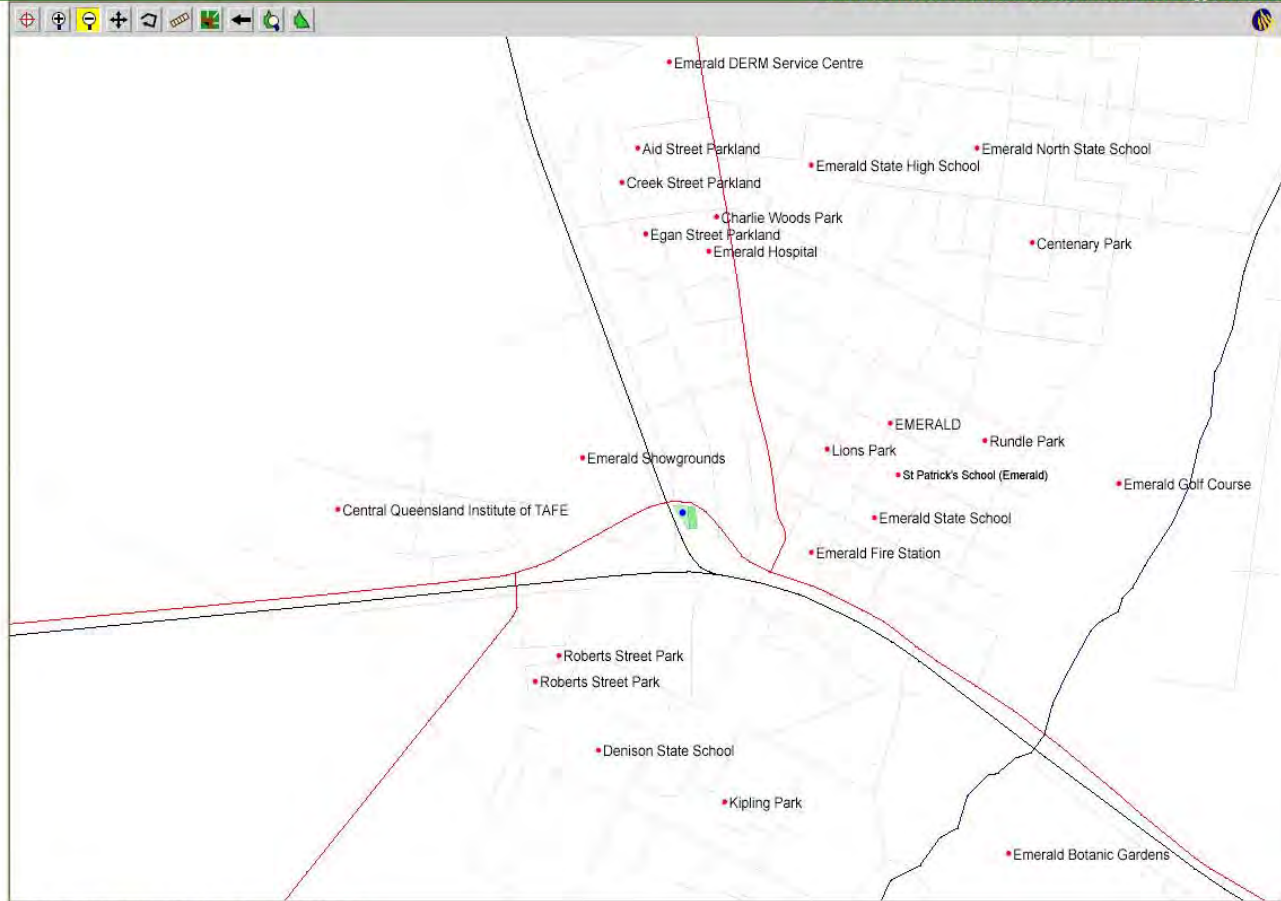 Emerald DERM Service Centre
Aid Street Parkland
Emerald North State School
Emerald State High School
Creek Street Parkland
Charlie Woods Park
Egan Street Parkland
Centenary Park
Emerald Hospital
EMERALD
Rundle Park
Lions Park
Emerald Showgrounds
St Patrick's School (Emerald)
Emerald Golf Course
Central Queensland Institute of TAFE
Emerald State School
Emerald Fire Station
Roberts Street Park
Roberts Street Park
Denison State School
Kipling Park
Emerald Botanic Gardens